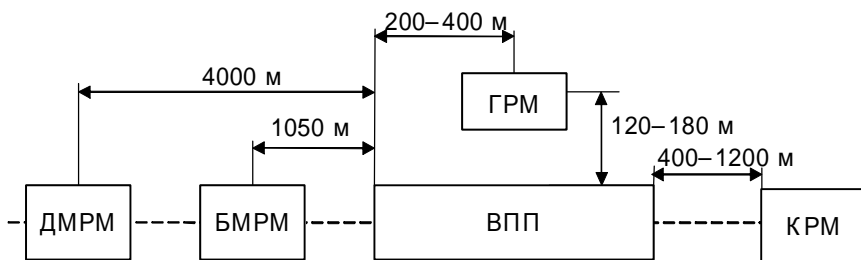 200–400 м
4000 м
ГРМ
1050 м
120–180 м
400–1200 м
ДМРМ
БМРМ
ВПП
КРМ